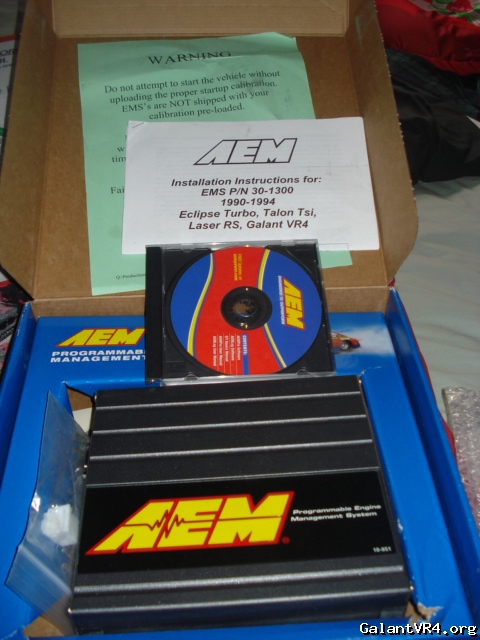 WARNING
Do not attempt to start the vehicle without
uploading the proper startup calibration.
EMS's are NOT shipped with your
calibration pre-loaded.
AEM
Installation Instructions for:
EMS P/N 30-1300
1990-1994
Eclipse Turbo, Talon Tsi,
Laser RS, Galant VR4
AEM
AEM
PROGRAMMABLE
MANAGEMENT
AEM
Programmable Engine
Management System
GalantVR4.org